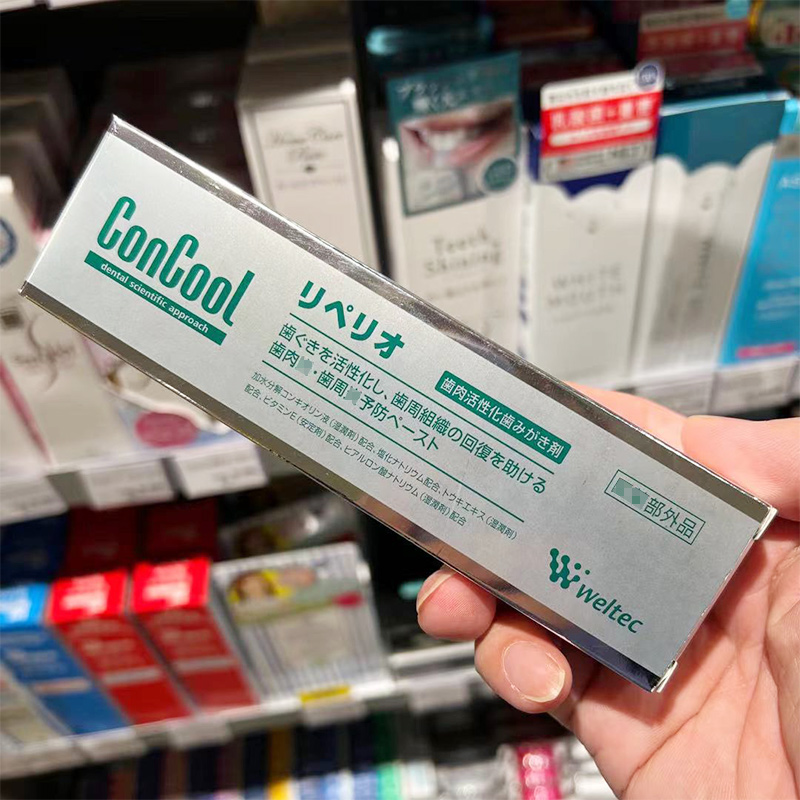 ConCool
dental scientific approach
リペリオ
歯肉活性化歯みがき剤
歯ぐきを活性化し、歯周組織の回復を助ける
歯肉・歯周予防ペースト
加水分解コンキオリン液(湿潤剤)配合、塩化ナトリウム配合、トウキエキス(湿潤剤)
配合、ビタミンE(安定剤)配合、ヒアルロン酸ナトリウム(湿潤剤)配合
部外品
weltec
Teeth
Shining